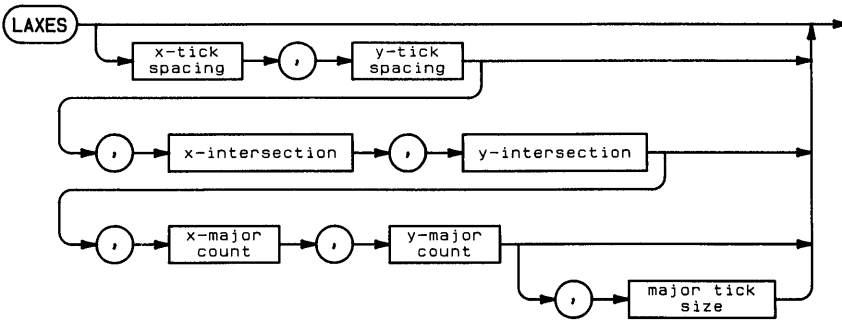 LAXES
x-tick
spacing
,
y-tick
spacing
,
x-intersection
,
y-intersection
,
x-major
count
,
y-major
count
,
major tick
size